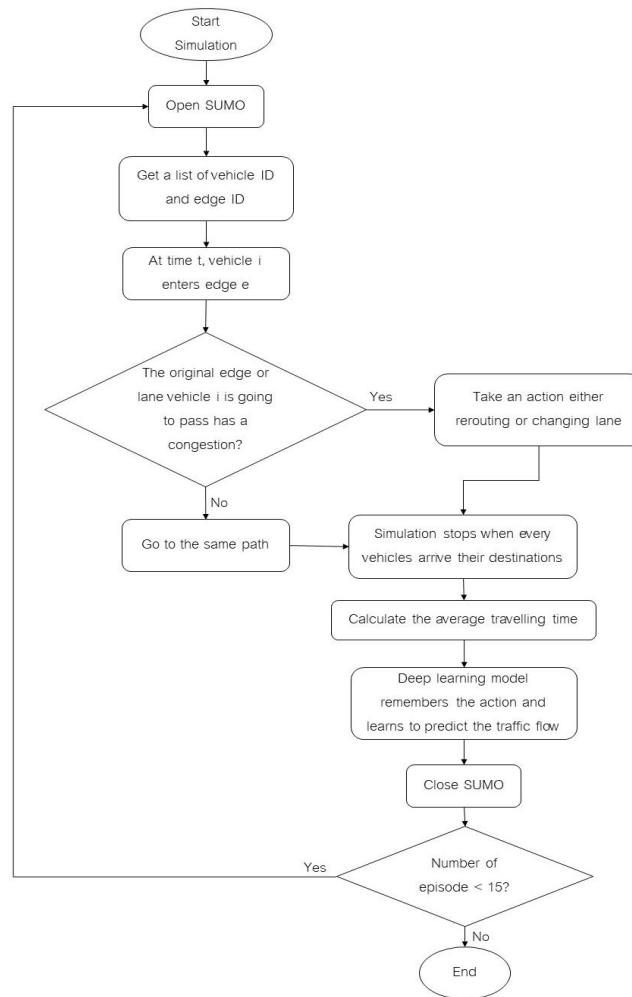 Start
Simulation
Open SUMO
Get a list of vehicle ID
and edge ID
At time t, vehicle i
enters edge e
The original edge or
lane vehicle i is going
to pass has a
congestion?
Yes
Take an action either
rerouting or changing lane
No
Go to the same path
Simulation stops when every
vehicles arrive their destinations
Calculate the average travelling time
Deep learning model
remembers the action and
learns to predict the traffic flow
Close SUMO
Number of
episode < 15?
Yes
No
End